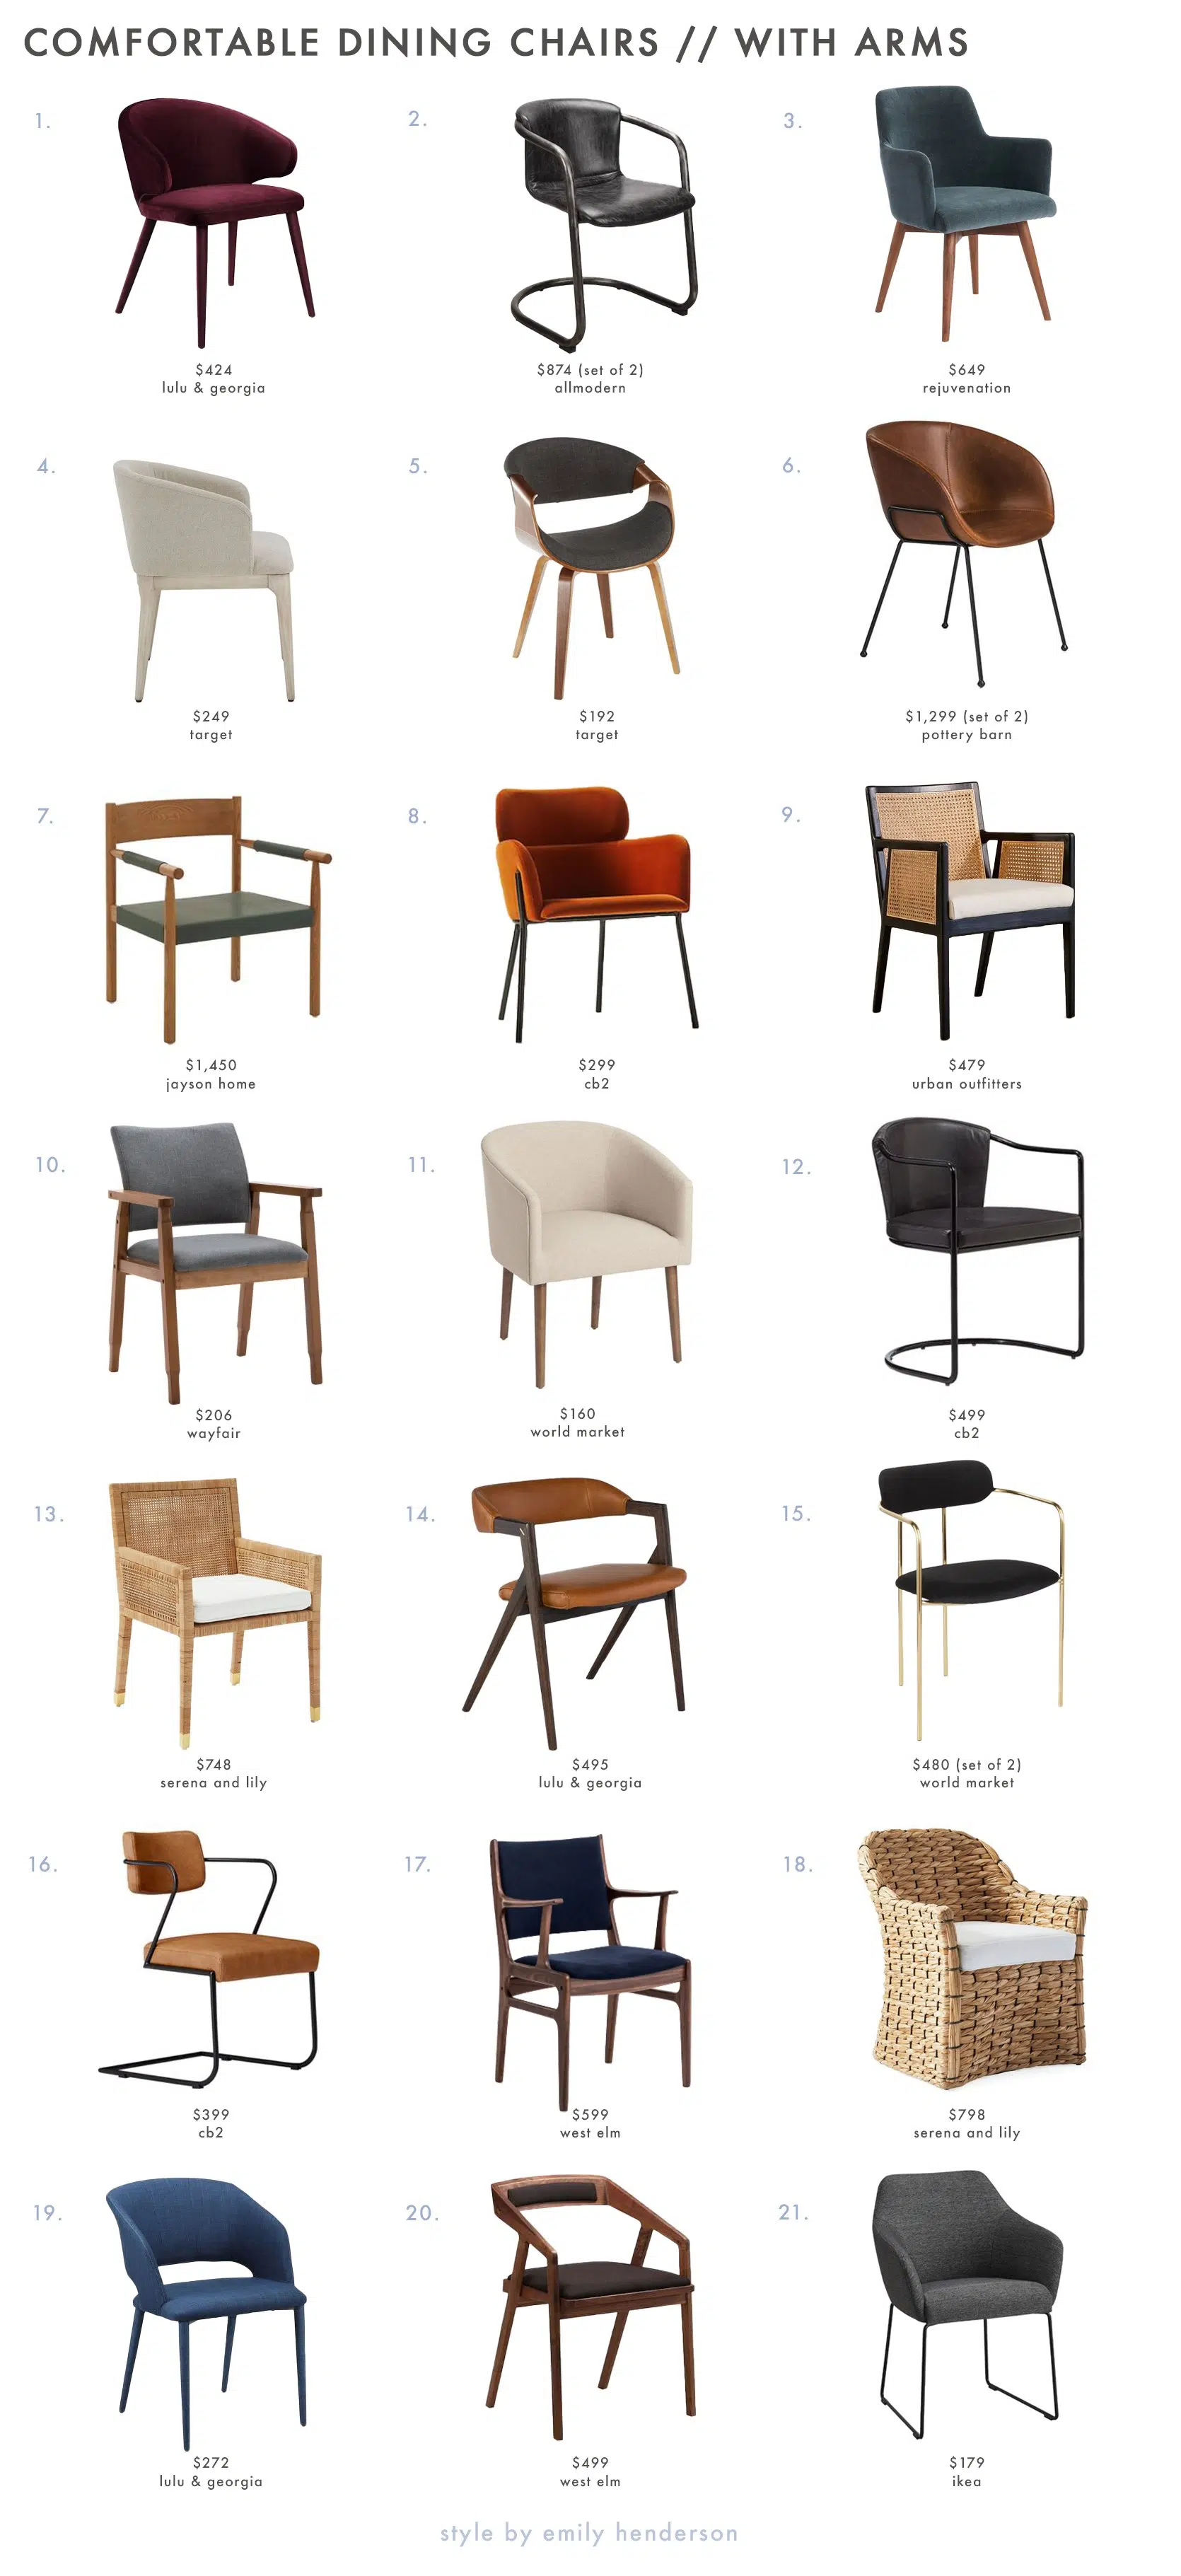 COMFORTABLE DINING CHAIRS // WITH ARMS
1.
$424
lulu & georgia
2.
$874 (set of 2)
allmodern
3.
$649
rejuvenation
4.
$249
target
5.
$192
target
6.
$1,299 (set of 2)
pottery barn
7.
$1,450
jayson home
8.
$299
cb2
9.
$479
urban outfitters
10.
$206
wayfair
11.
$160
world market
12.
$499
cb2
13.
$748
serena and lily
14.
$495
lulu & georgia
15.
$480 (set of 2)
world market
16.
$399
cb2
17.
$599
west elm
18.
$798
serena and lily
19.
$272
lulu & georgia
20.
$499
west elm
21.
$179
ikea
style by emily henderson